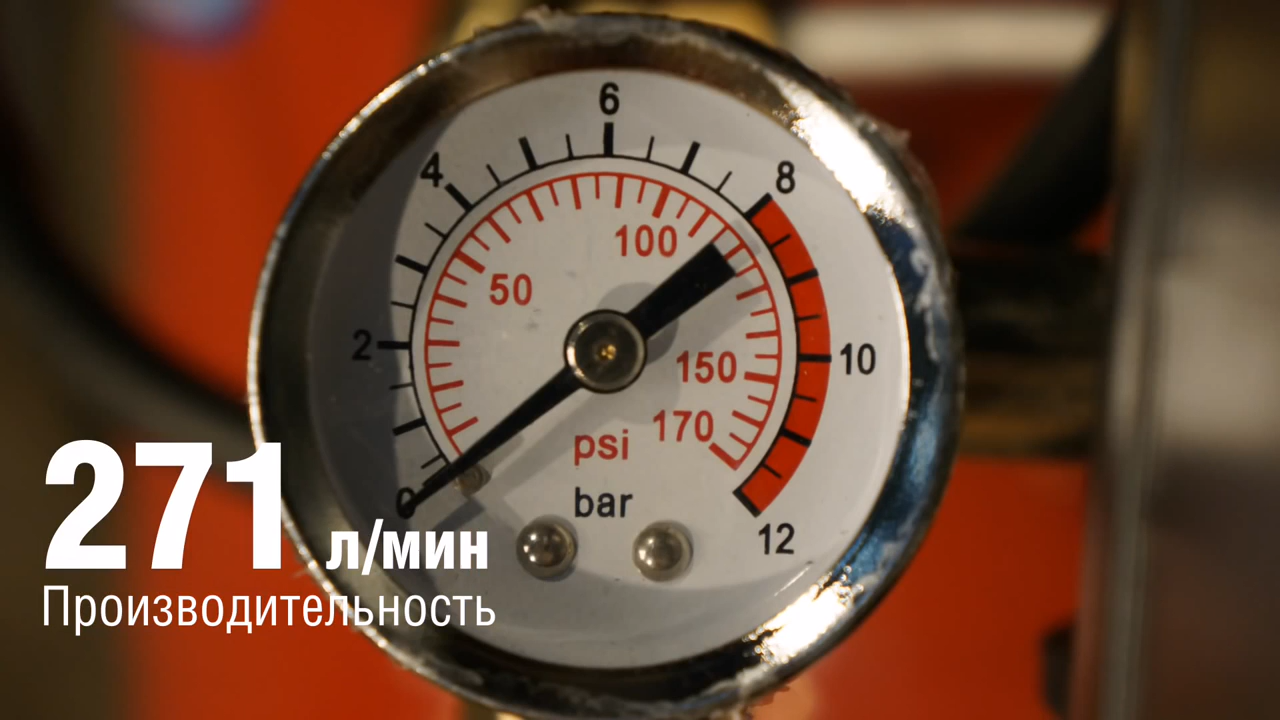 6
4
8
100
50
2
10
150
170
psi
bar
0
12
271 л/мин
Производительность